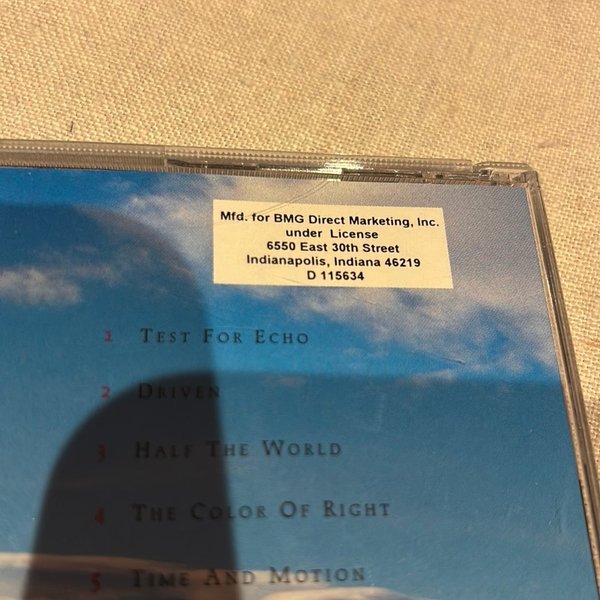 Mfd. for BMG Direct Marketing, Inc.
under License
6550 East 30th Street
Indianapolis, Indiana 46219
D 115634
1 TEST FOR ECHO
2 DRIVEN
3 HALF THE WORLD
4 THE COLOR OF RIGHT
5 TIME AND MOTION